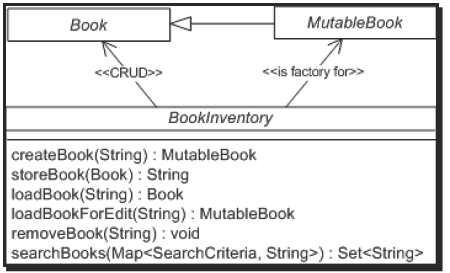 Book
MutableBook
<<CRUD>>
<<is factory for>>
BookInventory
createBook(String) : MutableBook
storeBook(Book) : String
loadBook(String) : Book
loadBookForEdit(String) : MutableBook
removeBook(String) : void
searchBooks(Map<SearchCriteria, String>) : Set<String>